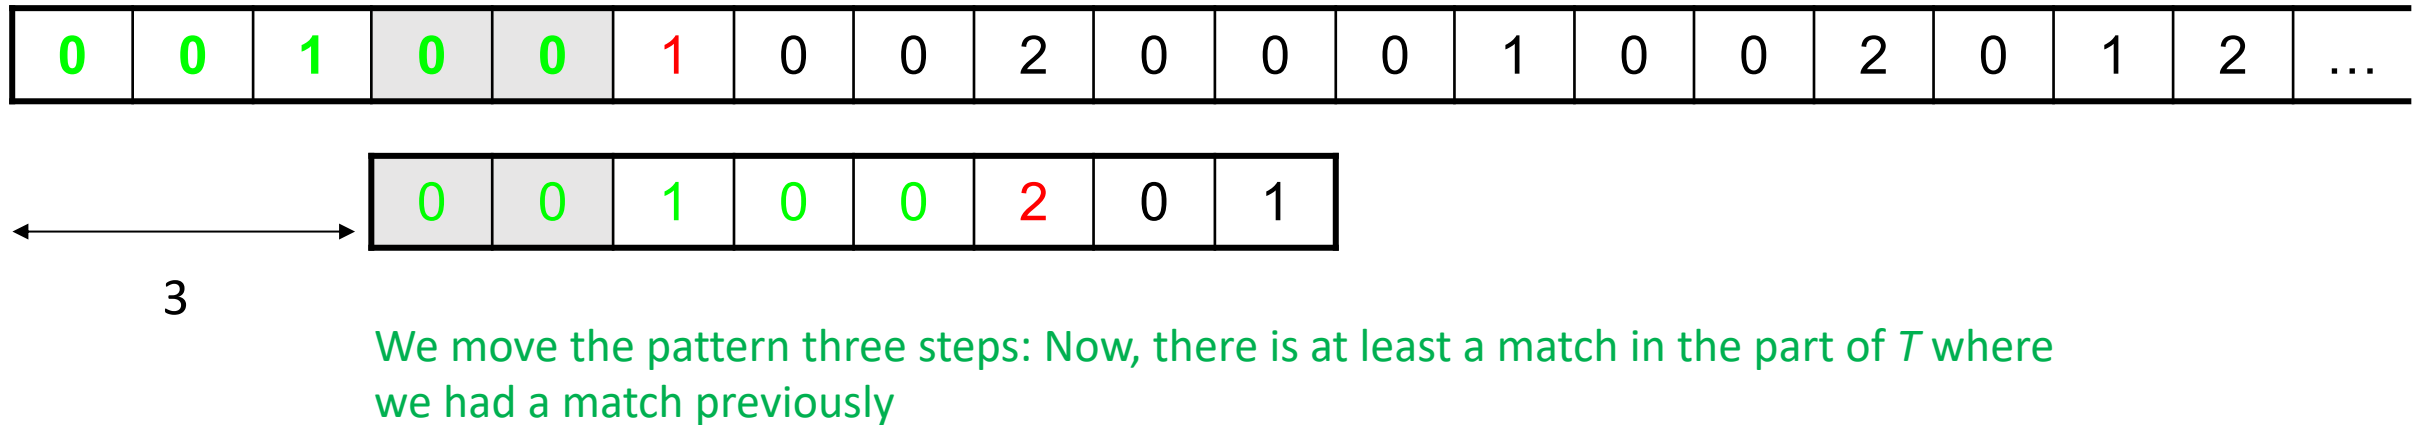 0 0 1 0 0 1 0 0 2 0 0 0 1 0 0 2 0 1 2 …
0 0 1 0 0 2 0 1
3
We move the pattern three steps: Now, there is at least a match in the part of T where
we had a match previously